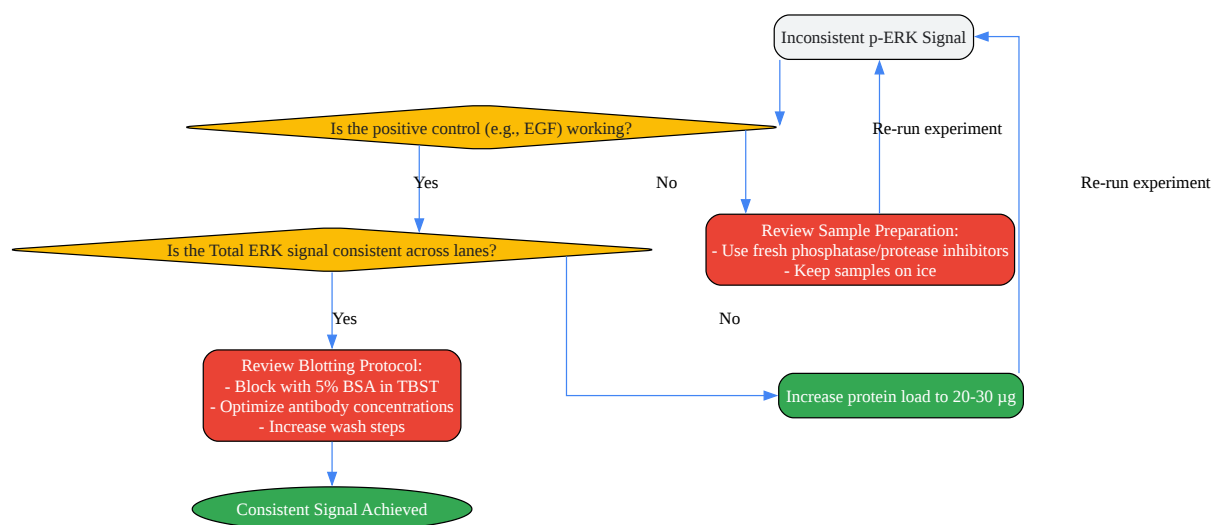 Inconsistent p-ERK Signal
Is the positive control (e.g., EGF) working?
Re-run experiment
Yes
No
Re-run experiment
Review Sample Preparation:
- Use fresh phosphatase/protease inhibitors
- Keep samples on ice
Is the Total ERK signal consistent across lanes?
Yes
No
Review Blotting Protocol:
- Block with 5% BSA in TBST
- Optimize antibody concentrations
- Increase wash steps
Increase protein load to 20-30 µg
Consistent Signal Achieved